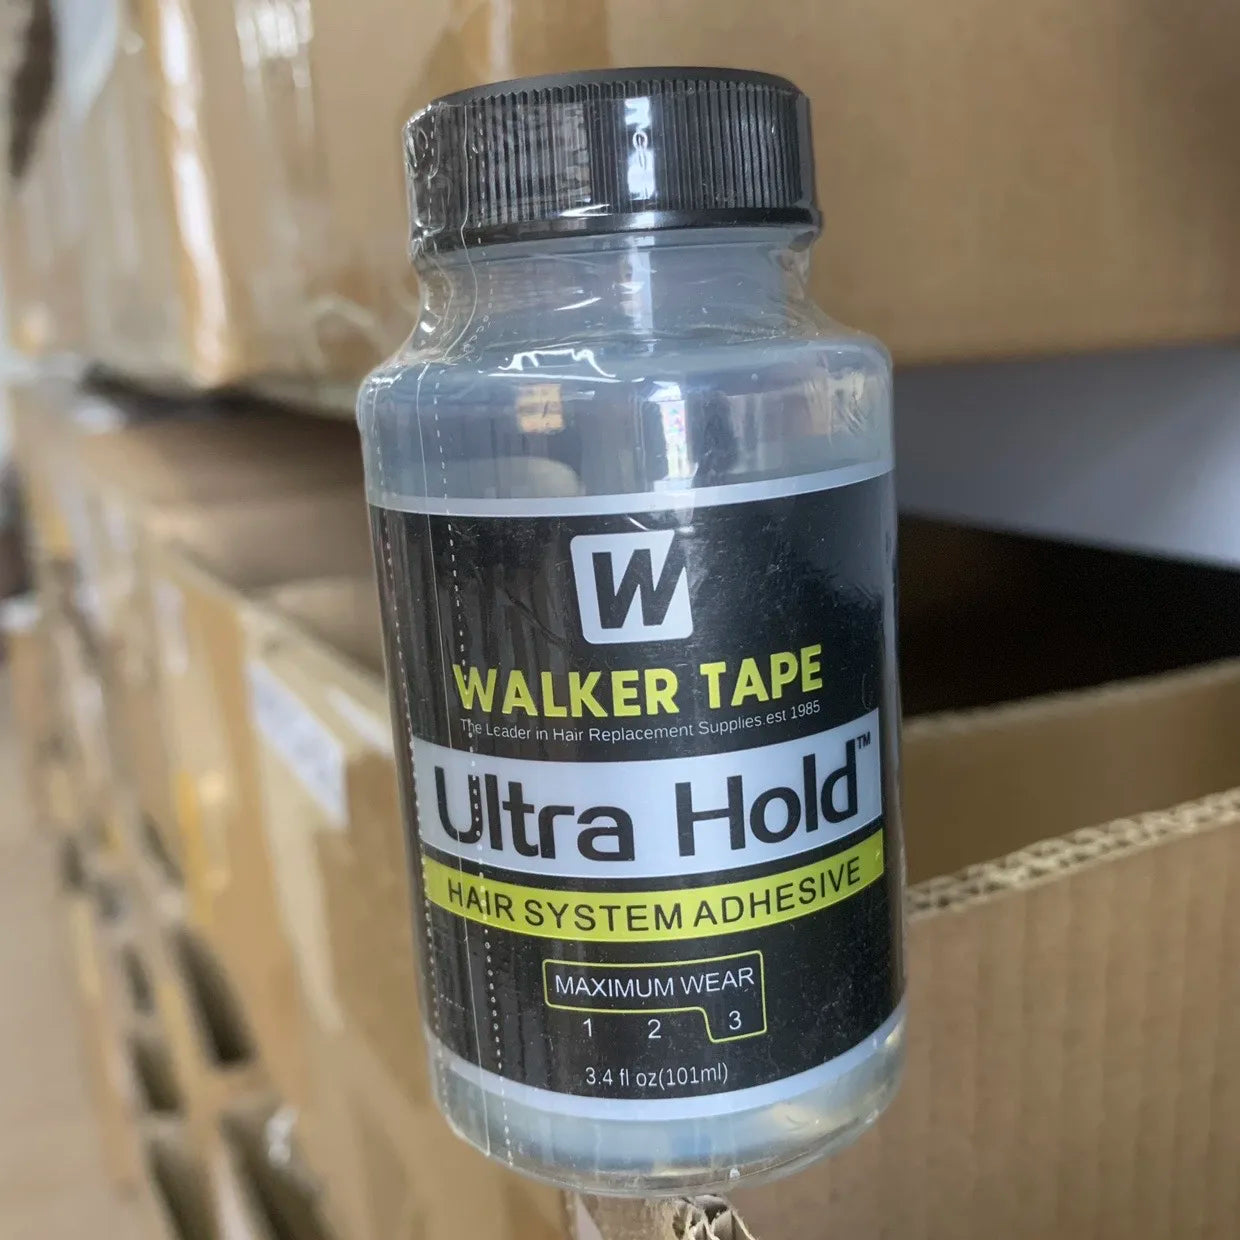 W
WALKER TAPE
The Leader in Hair Replacement Supplies.est 1985
Ultra Hold™
HAIR SYSTEM ADHESIVE
MAXIMUM WEAR
1 2 3
3.4 fl oz(101ml)